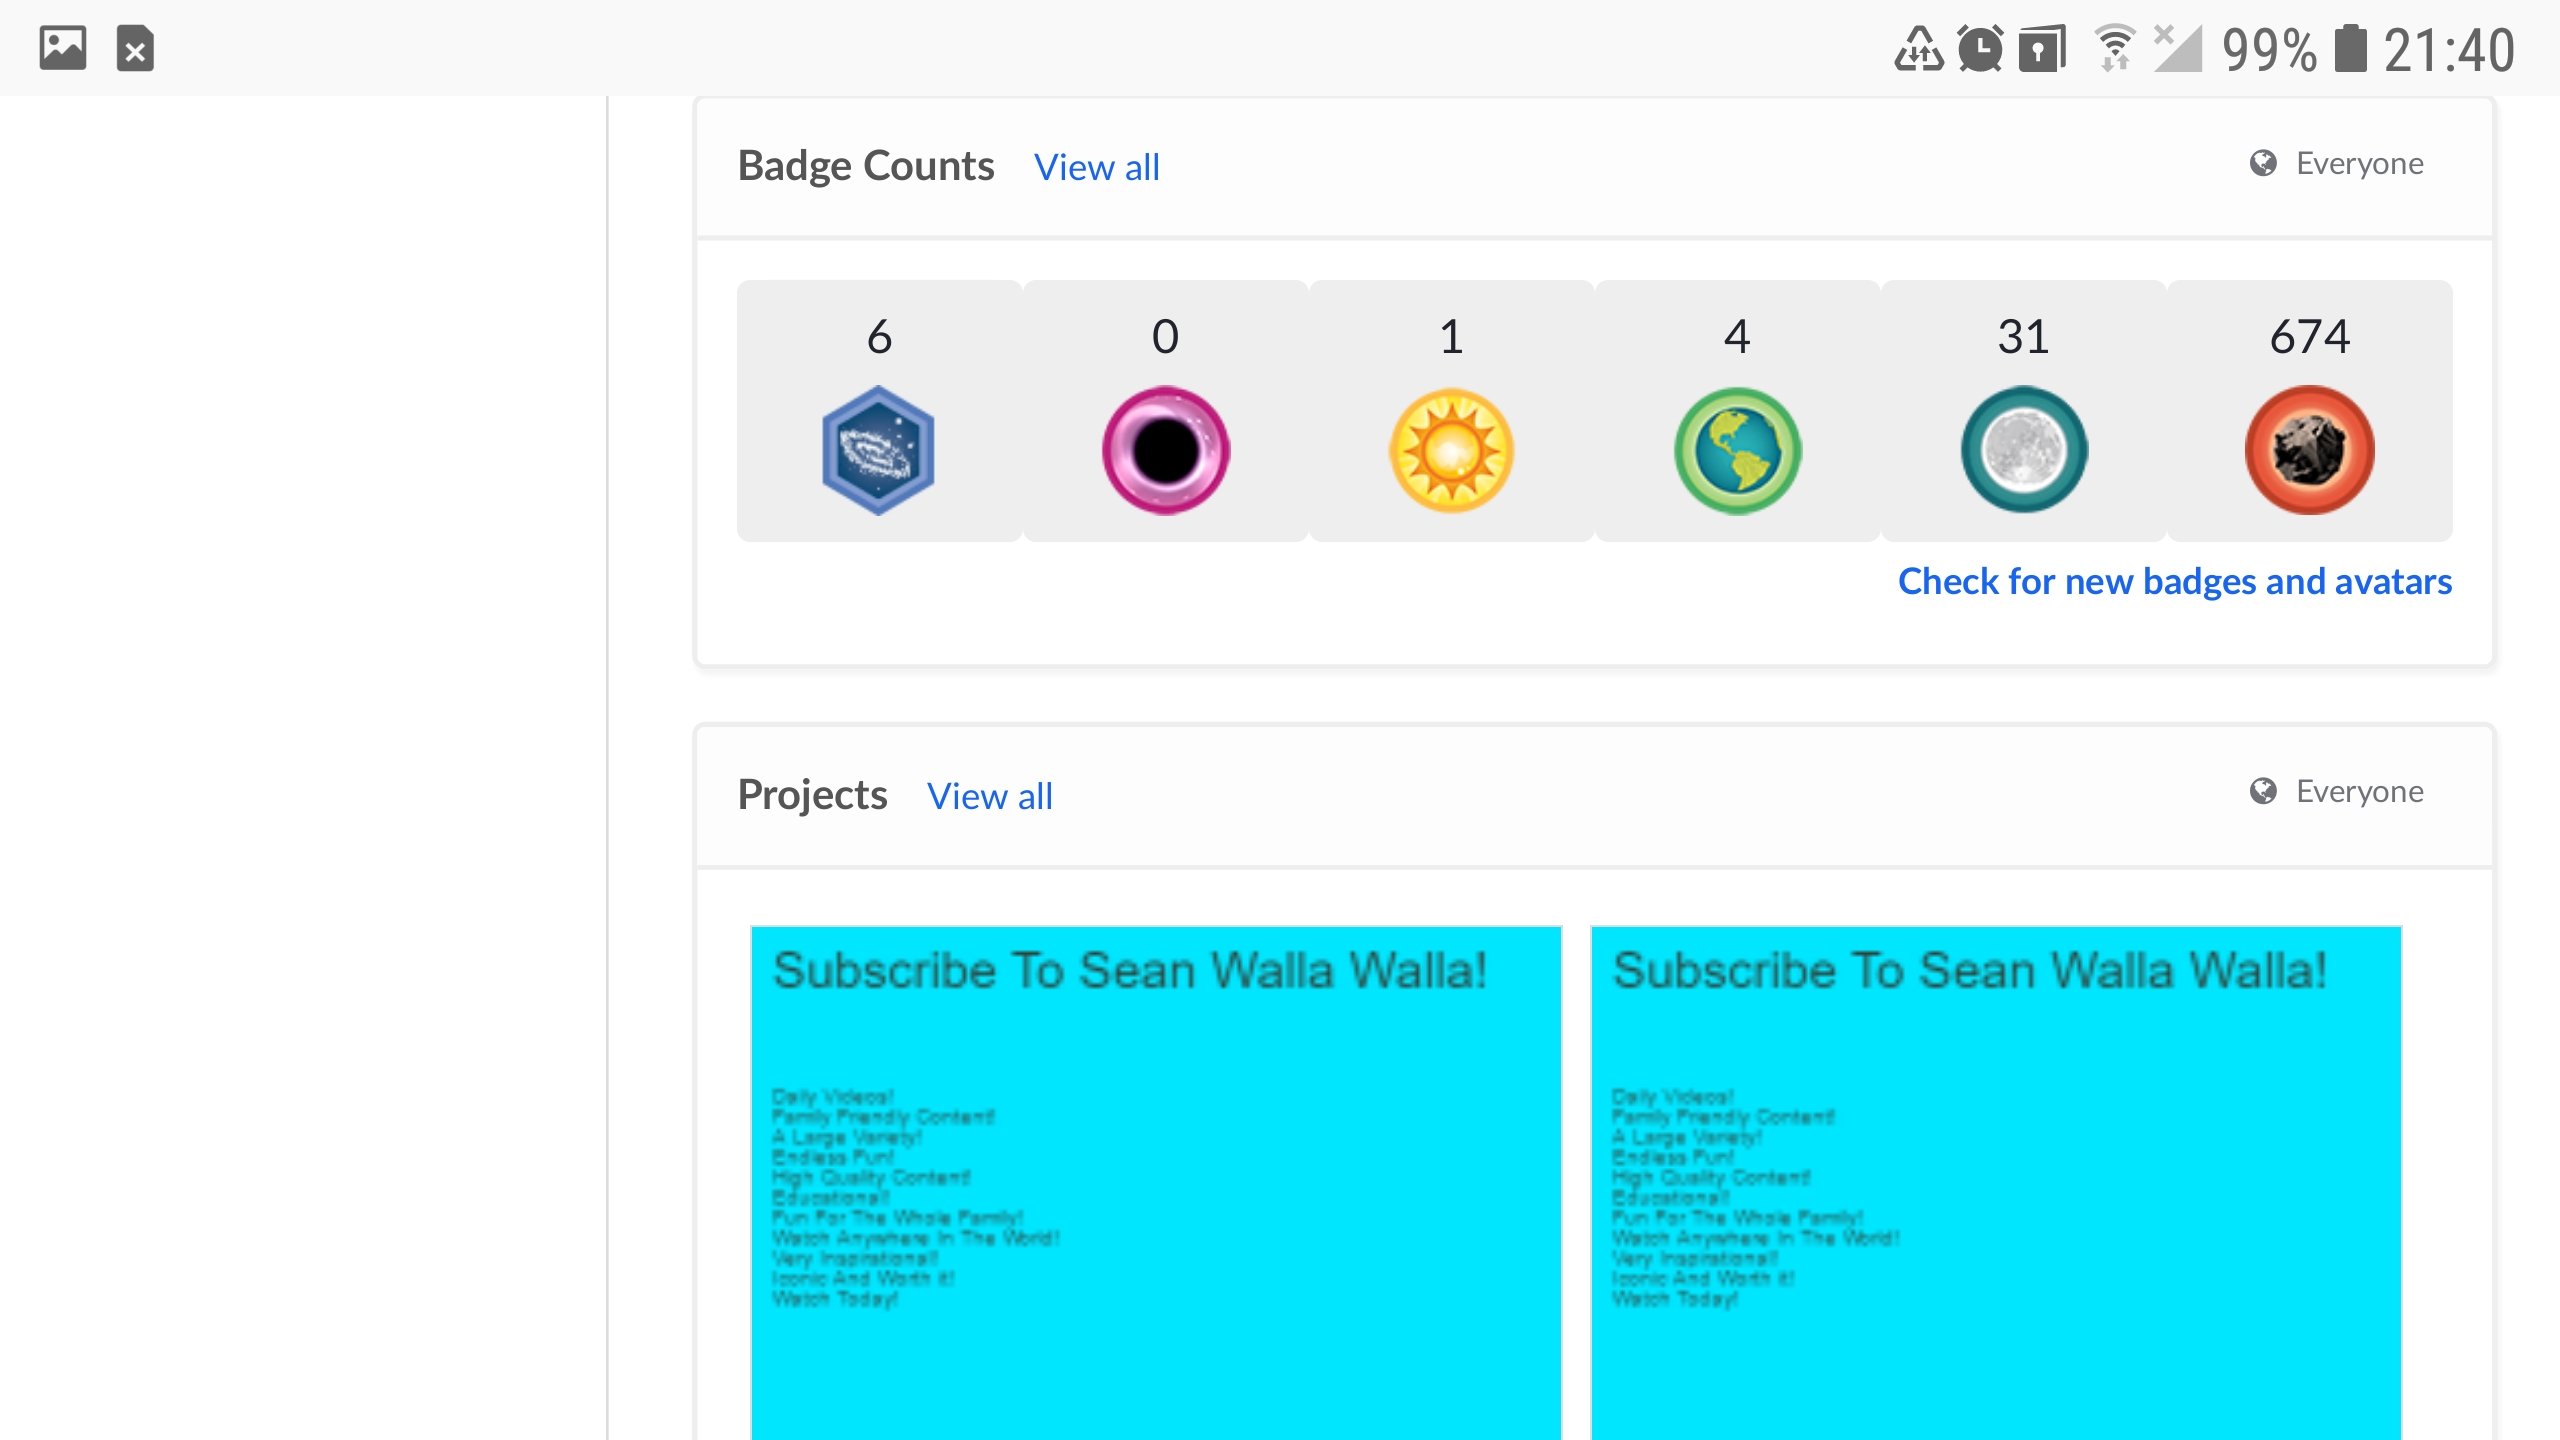 99% 21:40
Badge Counts View all Everyone
6 0 1 4 31 674
Check for new badges and avatars
Projects View all Everyone
Subscribe To Sean Walla Walla! Subscribe To Sean Walla Walla!
Daily Videos! Daily Videos!
Family Friendly Content! Family Friendly Content!
A Large Variety! A Large Variety!
Endless Fun! Endless Fun!
High Quality Content! High Quality Content!
Educational! Educational!
Fun For The Whole Family! Fun For The Whole Family!
Watch Anywhere In The World! Watch Anywhere In The World!
Very Inspirational! Very Inspirational!
Iconic And Worth it! Iconic And Worth it!
Watch Today! Watch Today!